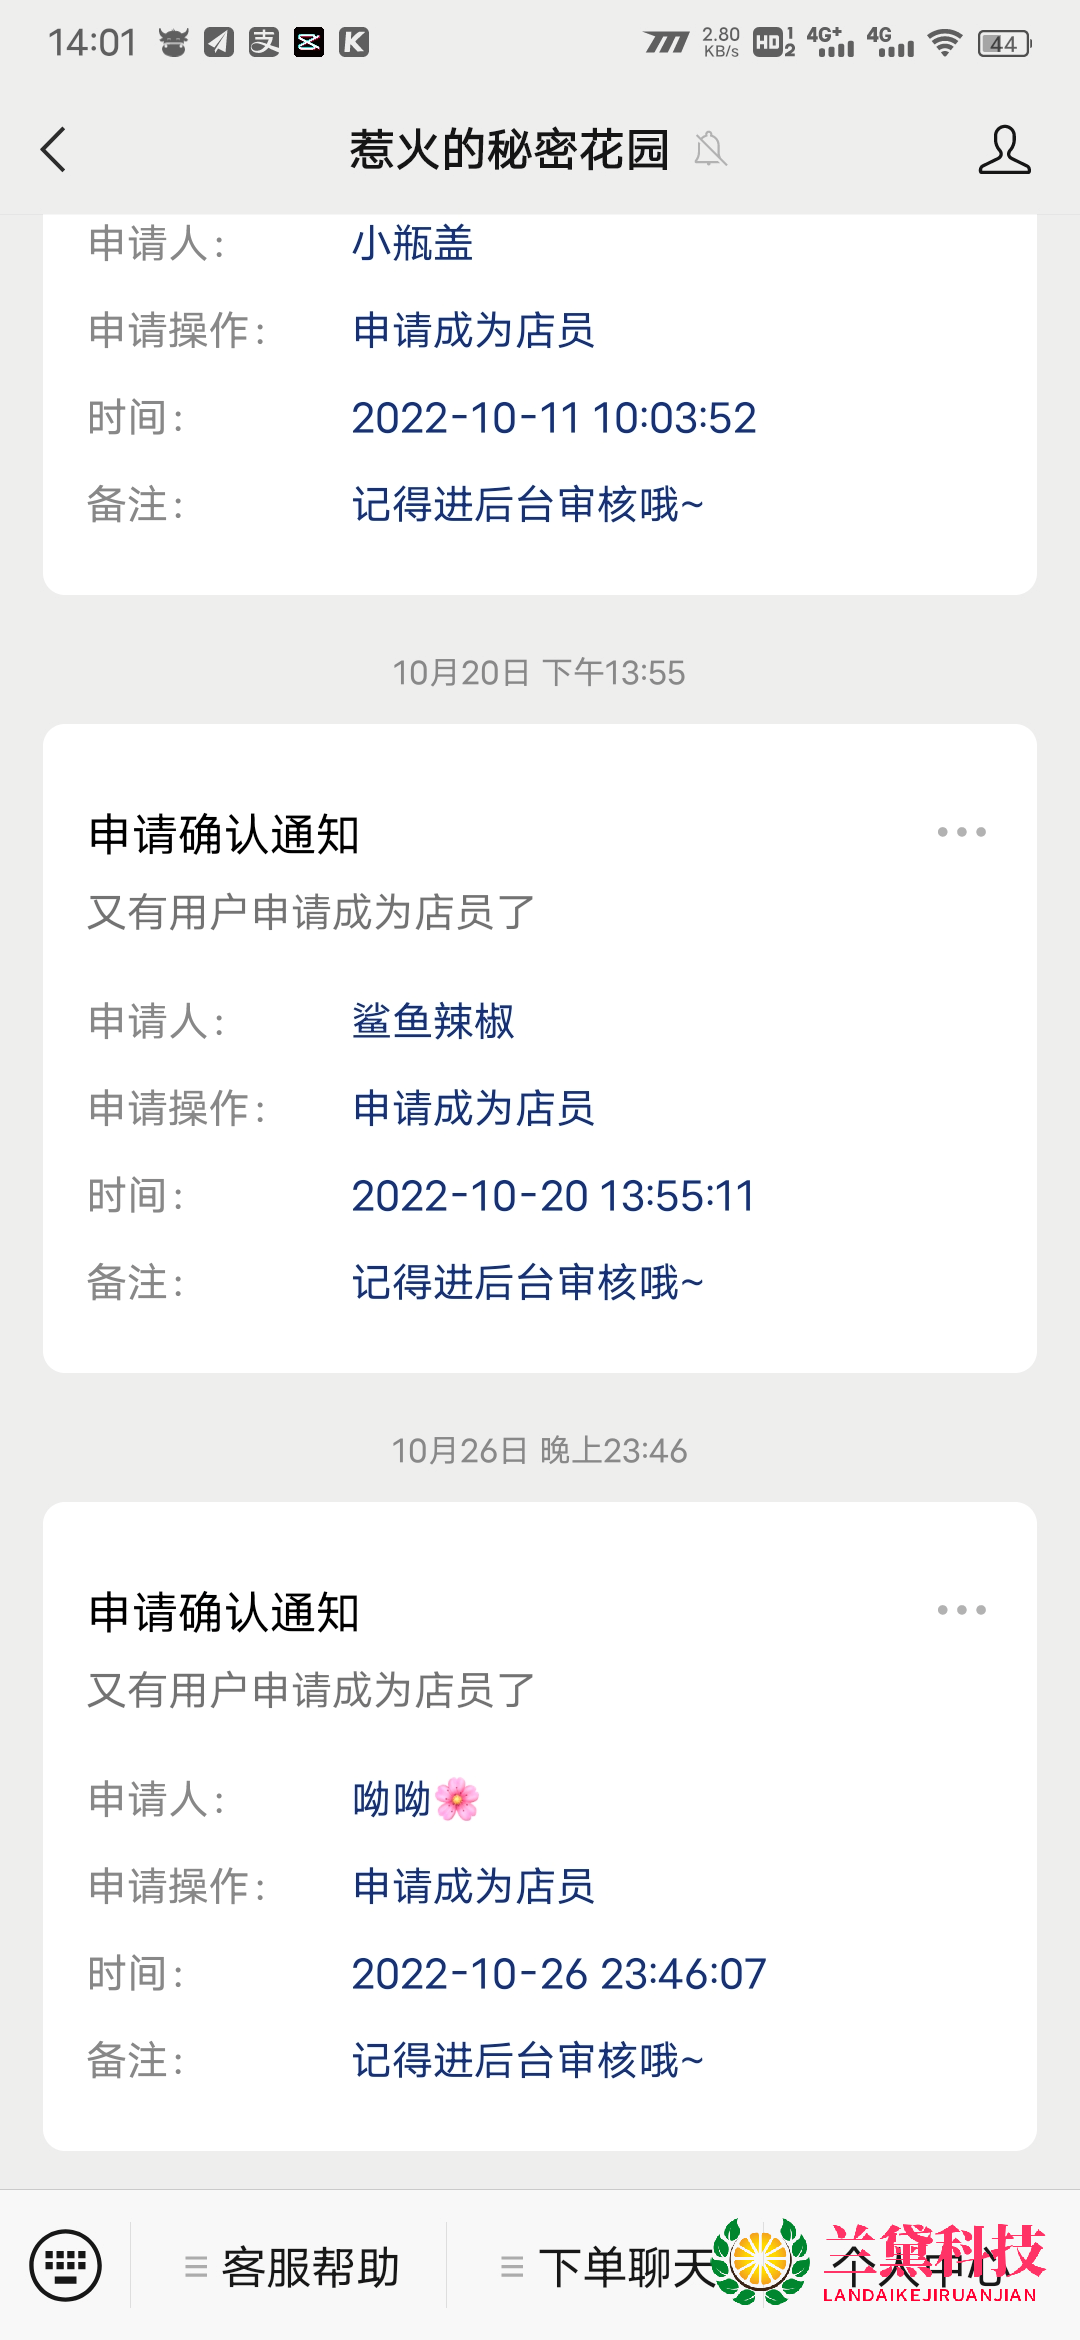 14:01 支 K 2.80 KB/s HD 1 2 4G+ 4G 44
惹火的秘密花园
申请人： 小瓶盖
申请操作： 申请成为店员
时间： 2022-10-11 10:03:52
备注： 记得进后台审核哦~
10月20日 下午13:55
申请确认通知
又有用户申请成为店员了
申请人： 鲨鱼辣椒
申请操作： 申请成为店员
时间： 2022-10-20 13:55:11
备注： 记得进后台审核哦~
10月26日 晚上23:46
申请确认通知
又有用户申请成为店员了
申请人： 呦呦🌸
申请操作： 申请成为店员
时间： 2022-10-26 23:46:07
备注： 记得进后台审核哦~
客服帮助 下单聊天 个人中心
兰黛科技
LANDAIKEJIRUANJIAN